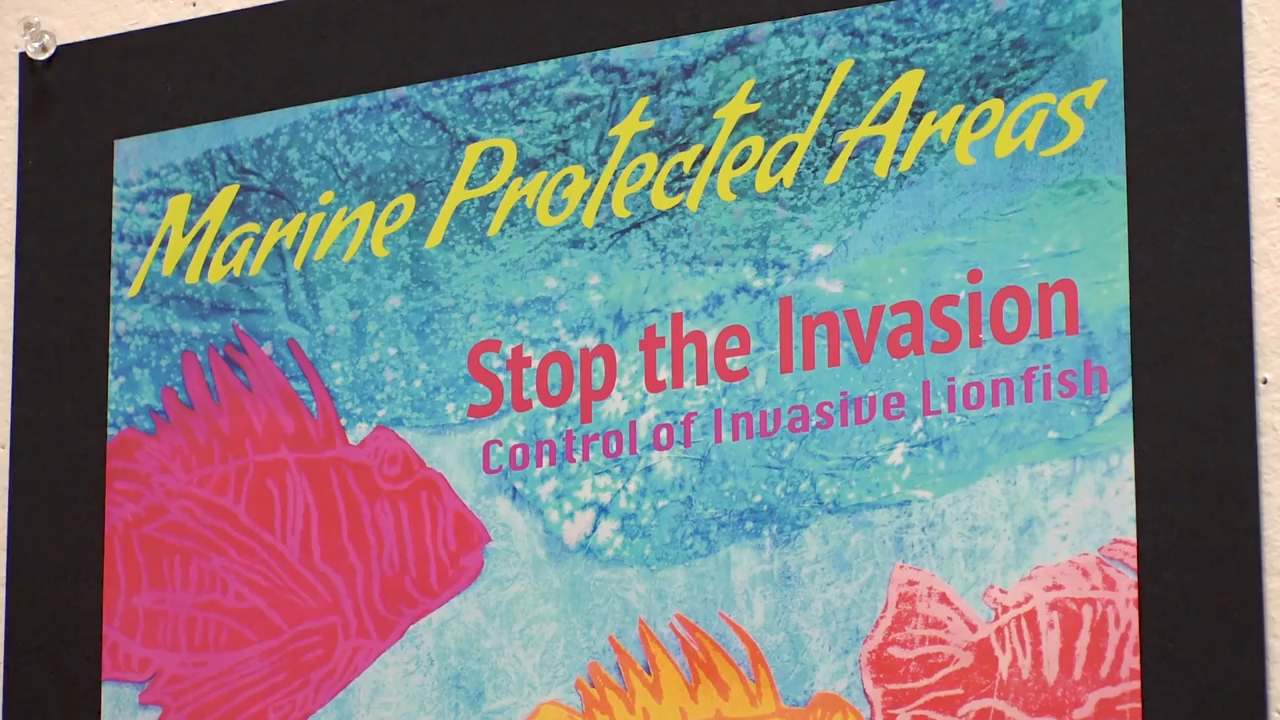 Marine Protected Areas
Stop the Invasion
Control of Invasive Lionfish